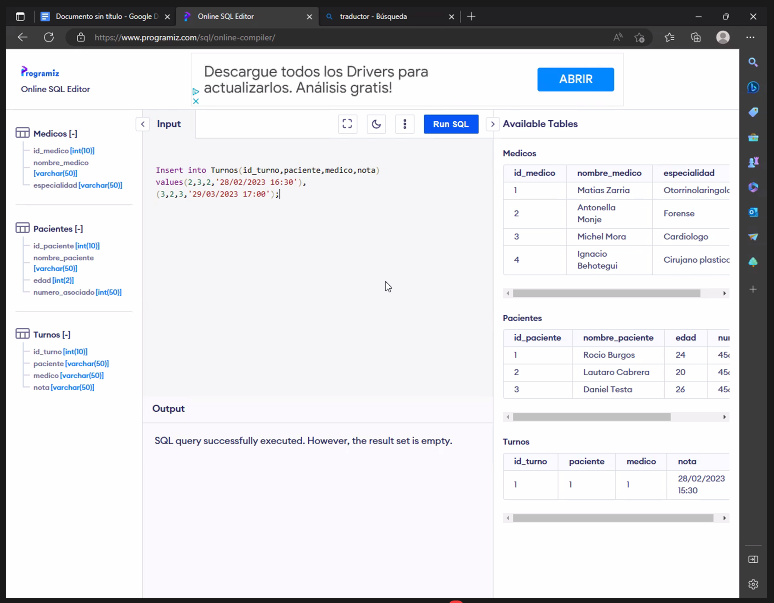 Documento sin título - Google D
Online SQL Editor
traductor - Búsqueda
https://www.programiz.com/sql/online-compiler/
Programiz
Online SQL Editor
Descargue todos los Drivers para
actualizarlos. Análisis gratis!
ABRIR
Medicos [-]
id_medico [int(10)]
nombre_medico
[varchar(50)]
especialidad [varchar(50)]
Pacientes [-]
id_paciente [int(10)]
nombre_paciente
[varchar(50)]
edad [int(2)]
numero_asociado [int(50)]
Turnos [-]
id_turno [int(10)]
paciente [varchar(50)]
medico [varchar(50)]
nota [varchar(50)]
Input
Run SQL
Insert into Turnos(id_turno,paciente,medico,nota)
values(2,3,2,'28/02/2023 16:30'),
(3,2,3,'29/03/2023 17:00');
Output
SQL query successfully executed. However, the result set is empty.
Available Tables
Medicos
id_medico nombre_medico especialidad
1 Matias Zarria Otorrinolaringolo
2 Antonella Monje Forense
3 Michel Mora Cardiologo
4 Ignacio Behotegui Cirujano plastico
Pacientes
id_paciente nombre_paciente edad nu
1 Rocio Burgos 24 456
2 Lautaro Cabrera 20 456
3 Daniel Testa 26 456
Turnos
id_turno paciente medico nota
1 1 1 28/02/2023 15:30